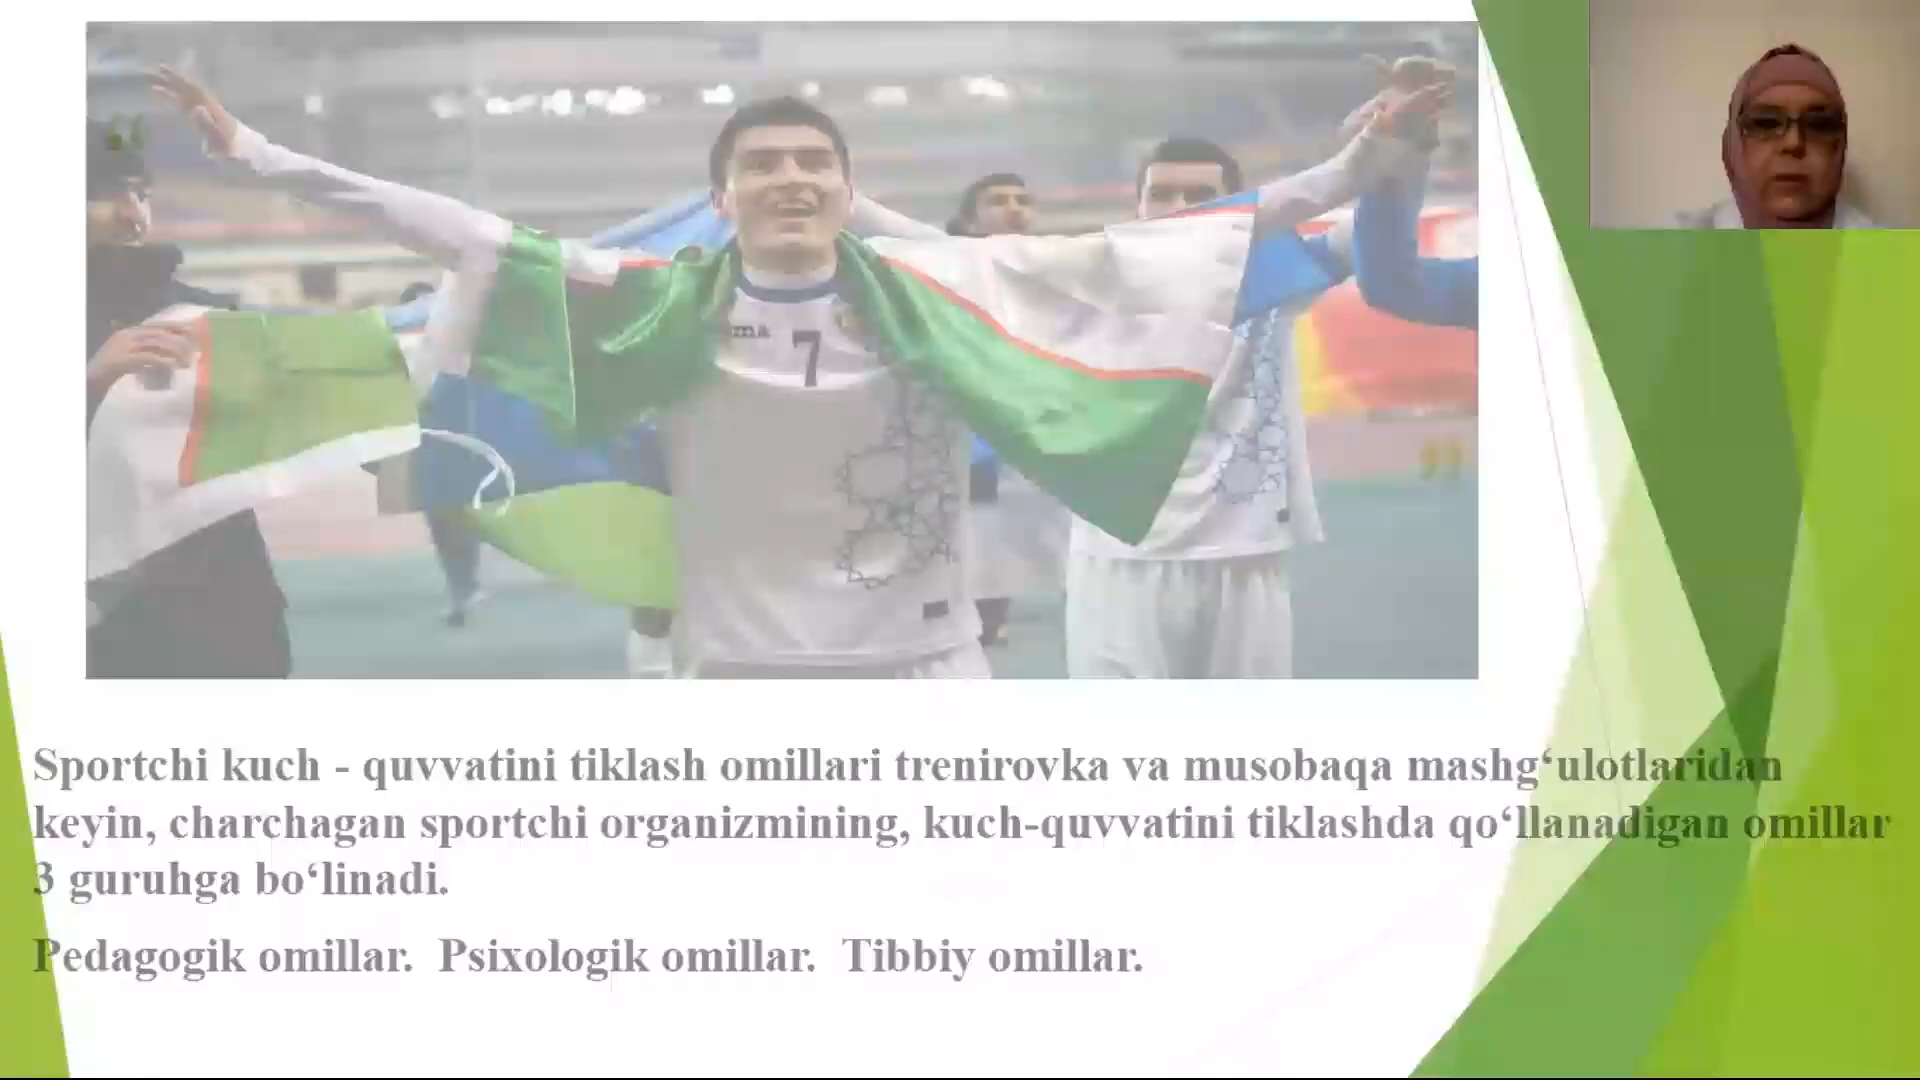 7
Sportchi kuch - quvvatini tiklash omillari trenirovka va musobaqa mashg‘ulotlaridan
keyin, charchagan sportchi organizmining, kuch-quvvatini tiklashda qo‘llanadigan omillar
3 guruhga bo‘linadi.
Pedagogik omillar. Psixologik omillar. Tibbiy omillar.